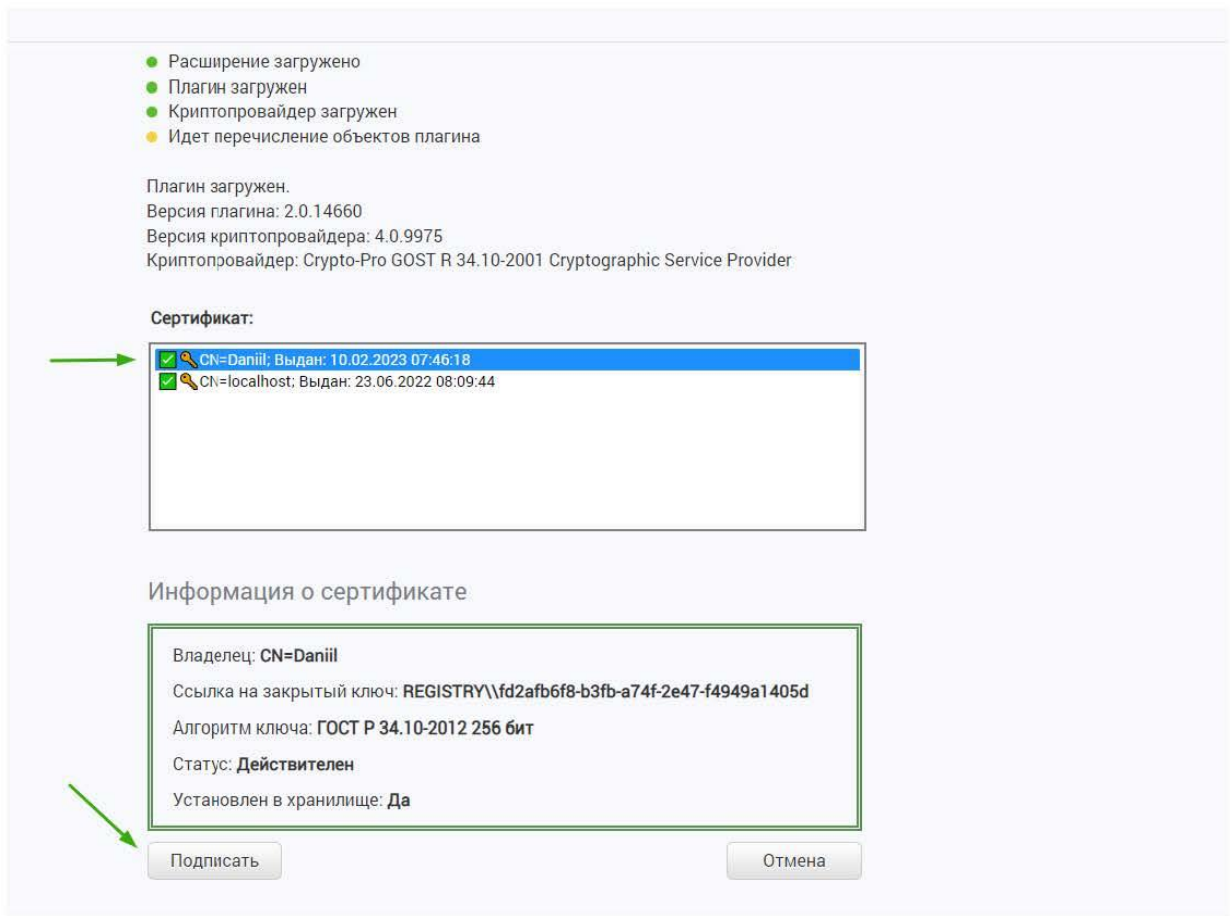 Расширение загружено
Плагин загружен
Криптопровайдер загружен
Идет перечисление объектов плагина
Плагин загружен.
Версия плагина: 2.0.14660
Версия криптопровайдера: 4.0.9975
Криптопровайдер: Crypto-Pro GOST R 34.10-2001 Cryptographic Service Provider
Сертификат:
CN=Daniil; Выдан: 10.02.2023 07:46:18
CN=localhost; Выдан: 23.06.2022 08:09:44
Информация о сертификате
Владелец: CN=Daniil
Ссылка на закрытый ключ: REGISTRY\\fd2afb6f8-b3fb-a74f-2e47-f4949a1405d
Алгоритм ключа: ГОСТ Р 34.10-2012 256 бит
Статус: Действителен
Установлен в хранилище: Да
Подписать Отмена